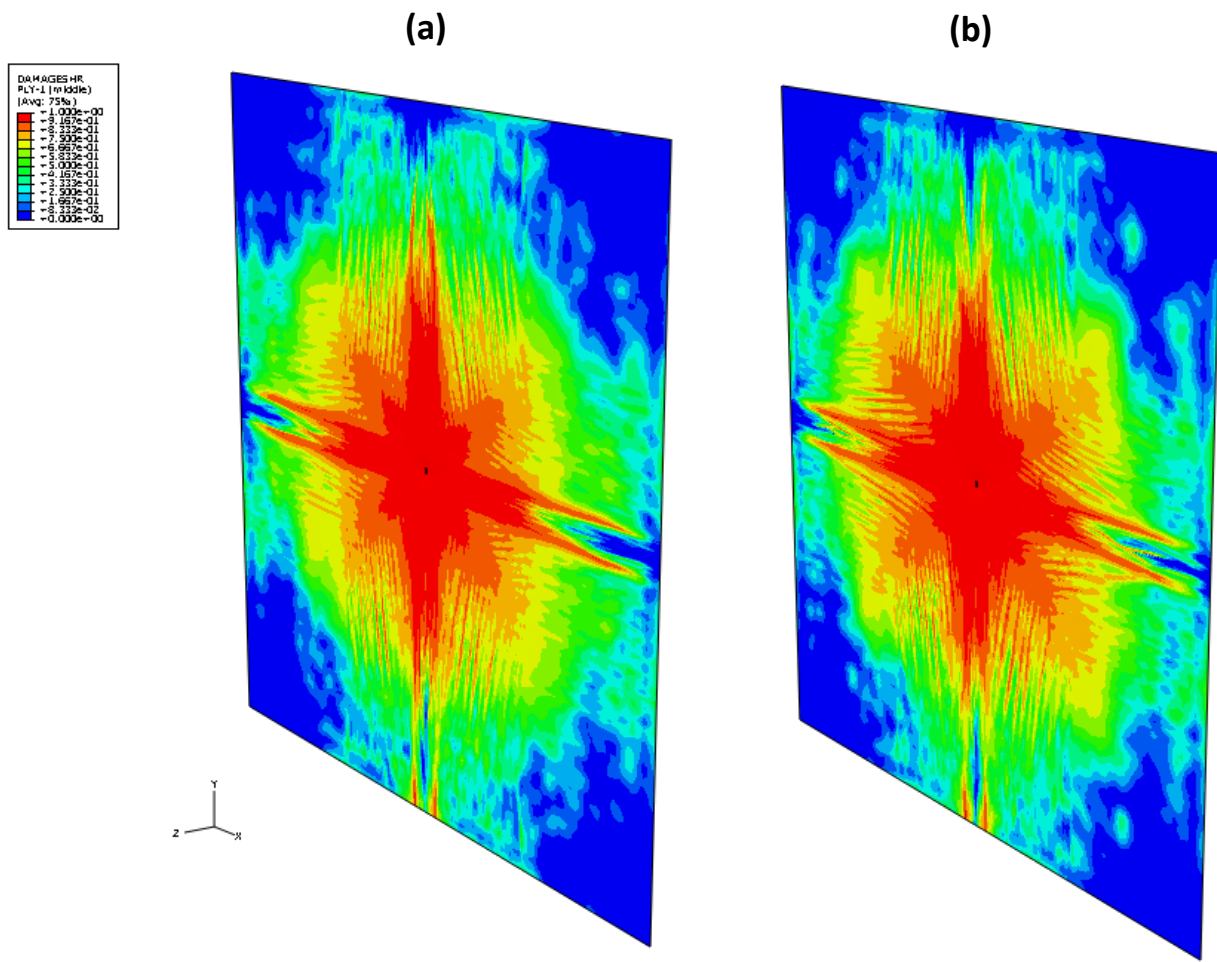 (a)
(b)
DAMAGESHR
PLY-1 (middle)
(Avg: 75%)
+1.000e+00
+9.167e-01
+8.333e-01
+7.500e-01
+6.667e-01
+5.833e-01
+5.000e-01
+4.167e-01
+3.333e-01
+2.500e-01
+1.667e-01
+8.333e-02
+0.000e+00
Y
Z
X